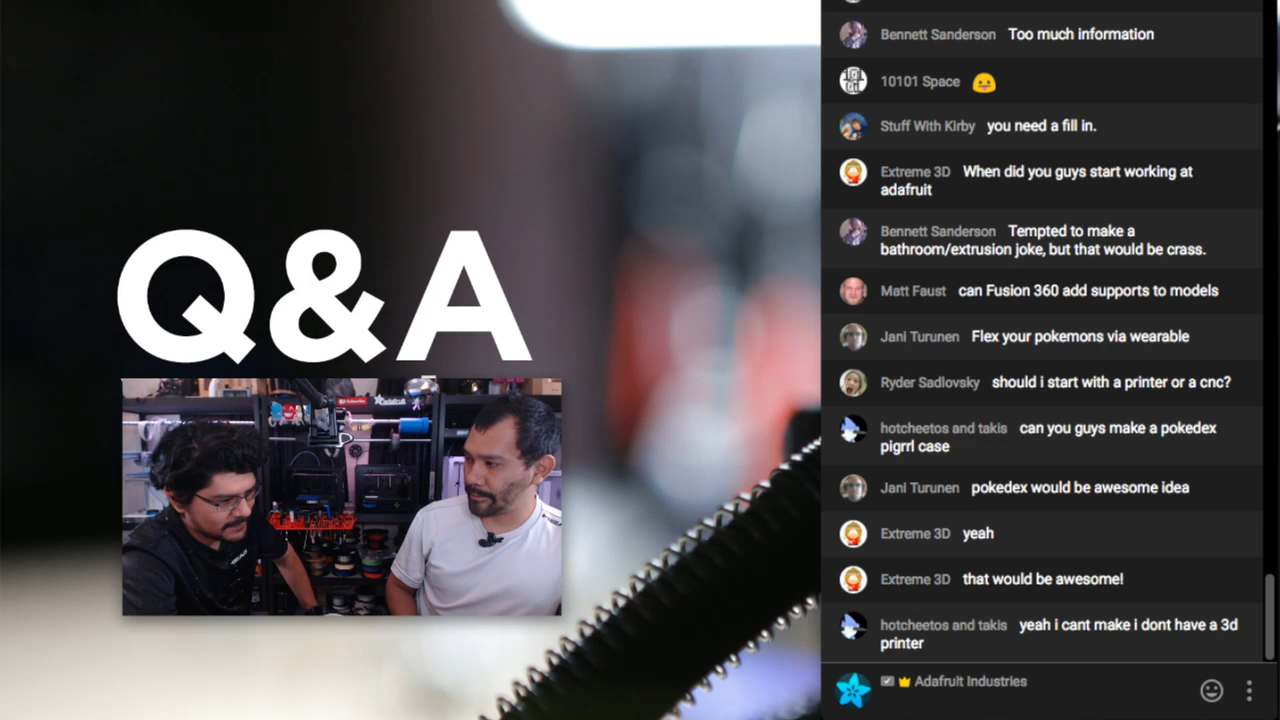 Q&A
Bennett Sanderson Too much information
10101 Space
Stuff With Kirby you need a fill in.
Extreme 3D When did you guys start working at
adafruit
Bennett Sanderson Tempted to make a
bathroom/extrusion joke, but that would be crass.
Matt Faust can Fusion 360 add supports to models
Jani Turunen Flex your pokemons via wearable
Ryder Sadlovsky should i start with a printer or a cnc?
hotcheetos and takis can you guys make a pokedex
pigrrl case
Jani Turunen pokedex would be awesome idea
Extreme 3D yeah
Extreme 3D that would be awesome!
hotcheetos and takis yeah i cant make i dont have a 3d
printer
Adafruit Industries